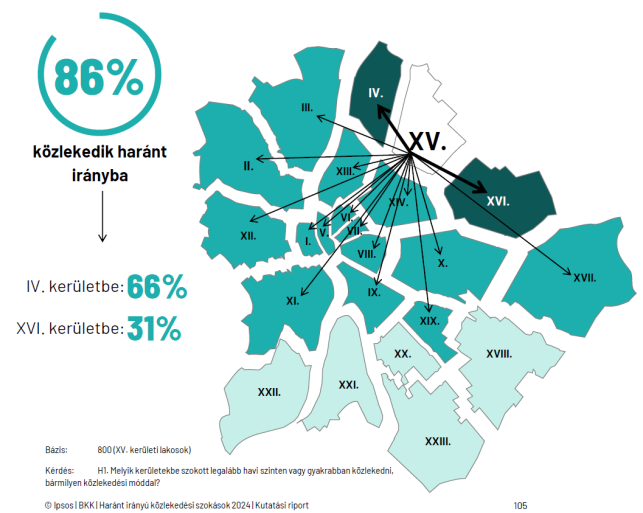 86%
közlekedik haránt
irányba
IV. kerületbe: 66%
XVI. kerületbe: 31%
IV.
III.
XV.
II.
XIII.
XIV.
XVI.
XII.
I.
V.
VI.
VII.
VIII.
X.
XVII.
XI.
IX.
XIX.
XX.
XVIII.
XXII.
XXI.
XXIII.
Bázis: 800 (XV. kerületi lakosok)
Kérdés: H1. Melyik kerületekbe szokott legalább havi szinten vagy gyakrabban közlekedni,
bármilyen közlekedési móddal?
© Ipsos | BKK | Haránt irányú közlekedési szokások 2024 | Kutatási riport
105